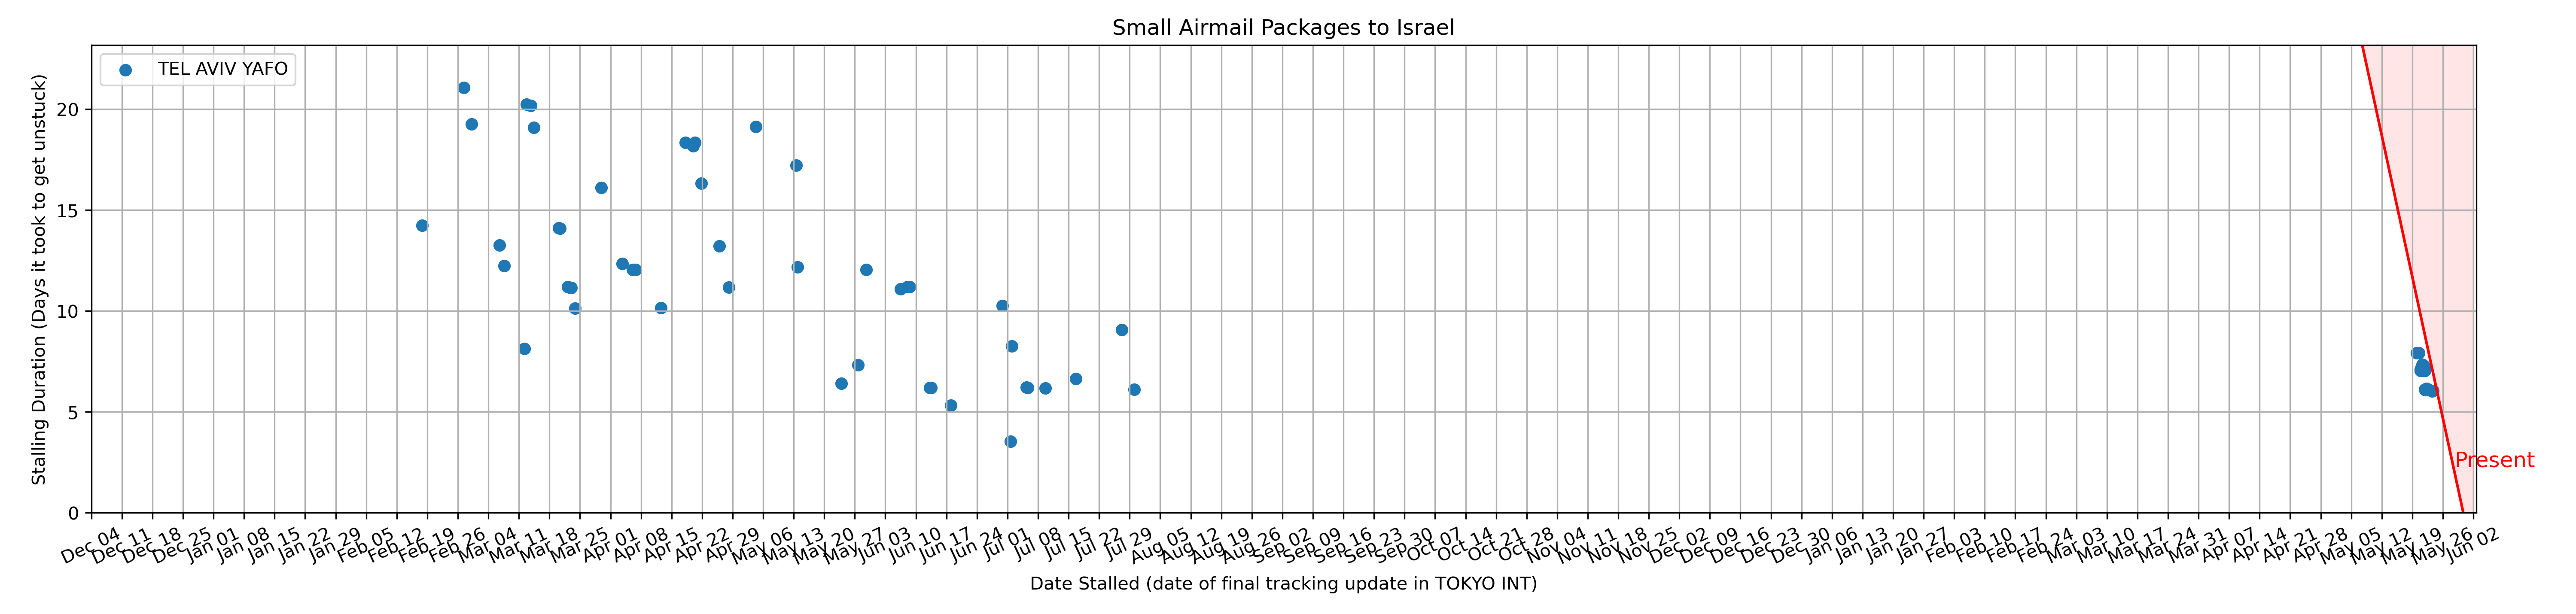 Small Airmail Packages to Israel
TEL AVIV YAFO
Stalling Duration (Days it took to get unstuck)
20
15
10
5
0
Present
Dec 04
Dec 11
Dec 18
Dec 25
Jan 01
Jan 08
Jan 15
Jan 22
Jan 29
Feb 05
Feb 12
Feb 19
Feb 26
Mar 04
Mar 11
Mar 18
Mar 25
Apr 01
Apr 08
Apr 15
Apr 22
Apr 29
May 06
May 13
May 20
May 27
Jun 03
Jun 10
Jun 17
Jun 24
Jul 01
Jul 08
Jul 15
Jul 22
Jul 29
Aug 05
Aug 12
Aug 19
Aug 26
Sep 02
Sep 09
Sep 16
Sep 23
Sep 30
Oct 07
Oct 14
Oct 21
Oct 28
Nov 04
Nov 11
Nov 18
Nov 25
Dec 02
Dec 09
Dec 16
Dec 23
Dec 30
Jan 06
Jan 13
Jan 20
Jan 27
Feb 03
Feb 10
Feb 17
Feb 24
Mar 03
Mar 10
Mar 17
Mar 24
Mar 31
Apr 07
Apr 14
Apr 21
Apr 28
May 05
May 12
May 19
May 26
Jun 02
Date Stalled (date of final tracking update in TOKYO INT)